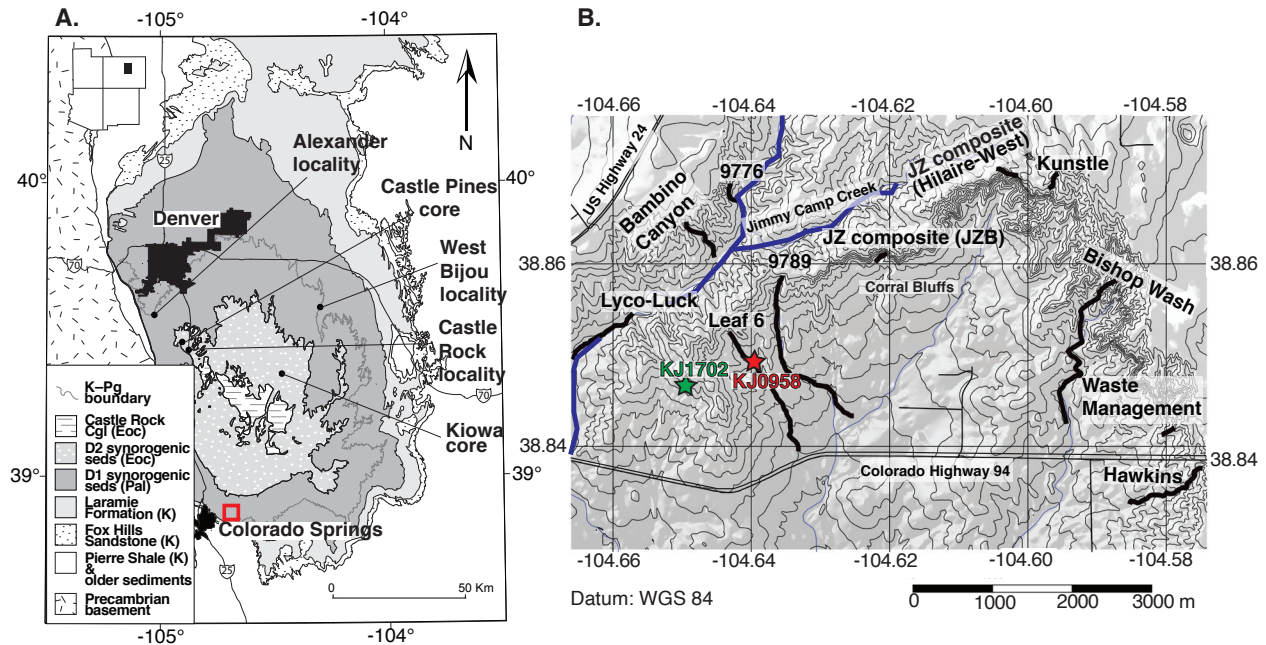 A.
-105°
-104°
N
25
Alexander
locality
40°
40°
Castle Pines
core
Denver
West
Bijou
locality
70
Castle
Rock
locality
70
K–Pg
boundary
Castle Rock
Cgl (Eoc)
D2 synorogenic
seds (Eoc)
D1 synorogenic
seds (Pal)
Laramie
Formation (K)
Fox Hills
Sandstone (K)
Pierre Shale (K)
&
older sediments
Precambrian
basement
Kiowa
core
39°
39°
Colorado Springs
25
0
50 Km
-105°
-104°
B.
-104.66
-104.64
-104.62
-104.60
-104.58
US Highway 24
9776
Bambino
Canyon
Jimmy Camp Creek
JZ composite
(Hilaire-West)
Kunstle
JZ composite (JZB)
9789
38.86
Corral Bluffs
Bishop Wash
Lyco-Luck
Leaf 6
KJ1702
KJ0958
Waste
Management
38.84
38.84
Colorado Highway 94
Hawkins
-104.66
-104.64
-104.62
-104.60
-104.58
Datum: WGS 84
0
1000
2000
3000 m